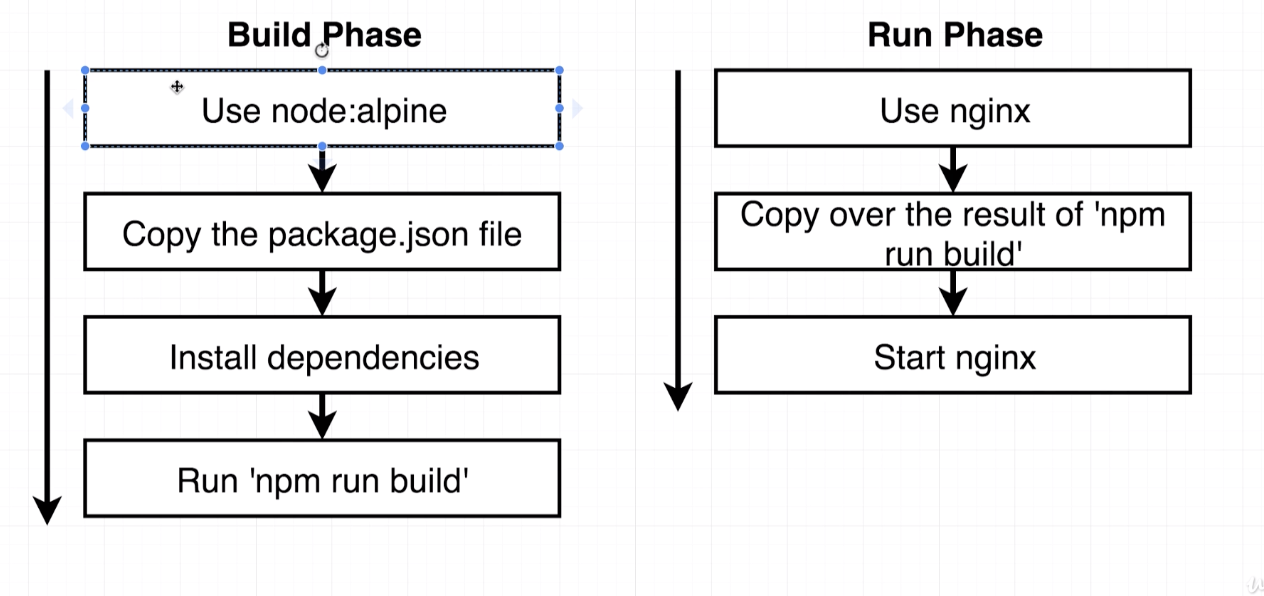 Build Phase
Use node:alpine
Copy the package.json file
Install dependencies
Run 'npm run build'
Run Phase
Use nginx
Copy over the result of 'npm
run build'
Start nginx